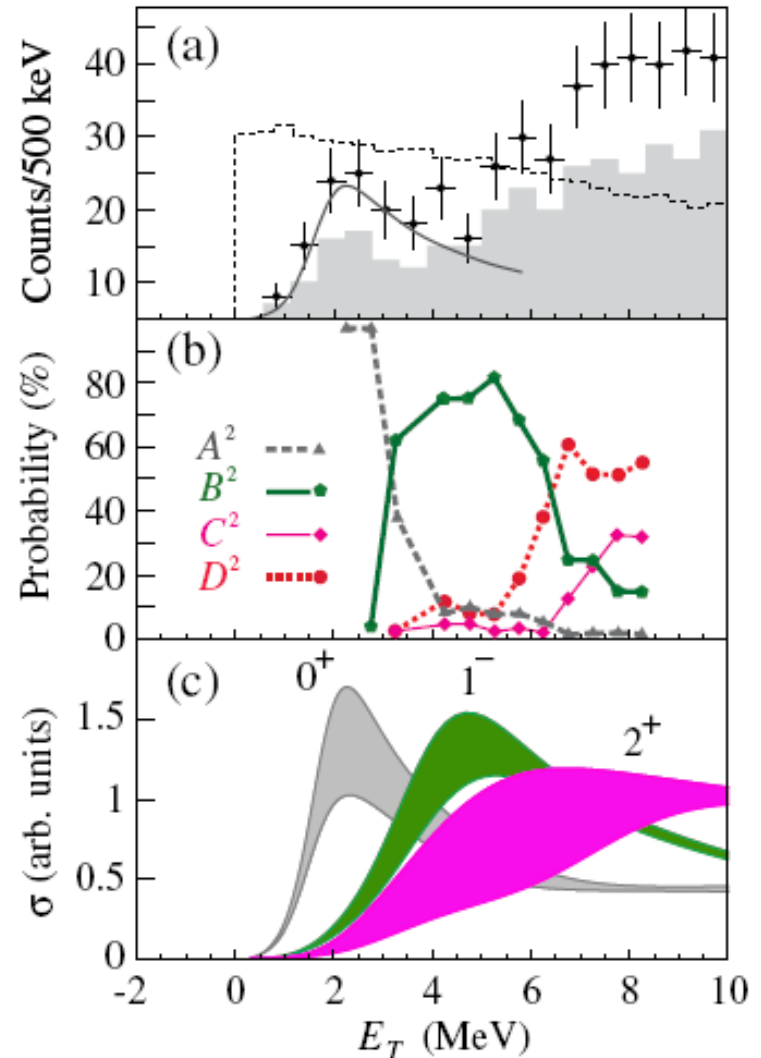 (a)
Counts/500 keV
40
30
20
10
(b)
Probability (%)
80
60
40
20
0
A²
B²
C²
D²
(c)
0⁺
1⁻
2⁺
σ (arb. units)
1.5
1
0.5
0
-2 0 2 4 6 8 10
E_T (MeV)